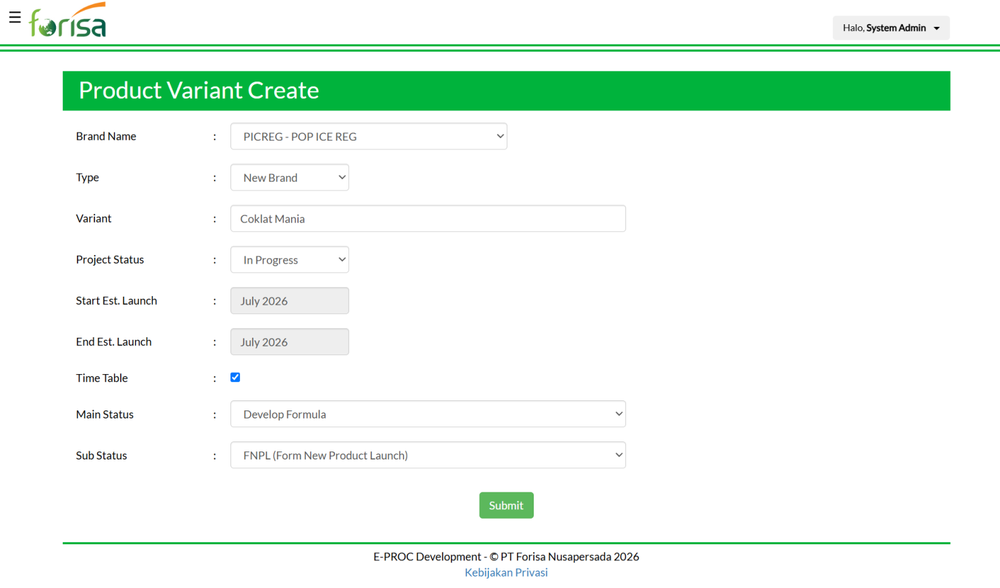 ☰ forisa Halo, System Admin
Product Variant Create
Brand Name : PICREG - POP ICE REG
Type : New Brand
Variant : Coklat Mania
Project Status : In Progress
Start Est. Launch : July 2026
End Est. Launch : July 2026
Time Table :
Main Status : Develop Formula
Sub Status : FNPL (Form New Product Launch)
Submit
E-PROC Development - © PT Forisa Nusapersada 2026
Kebijakan Privasi